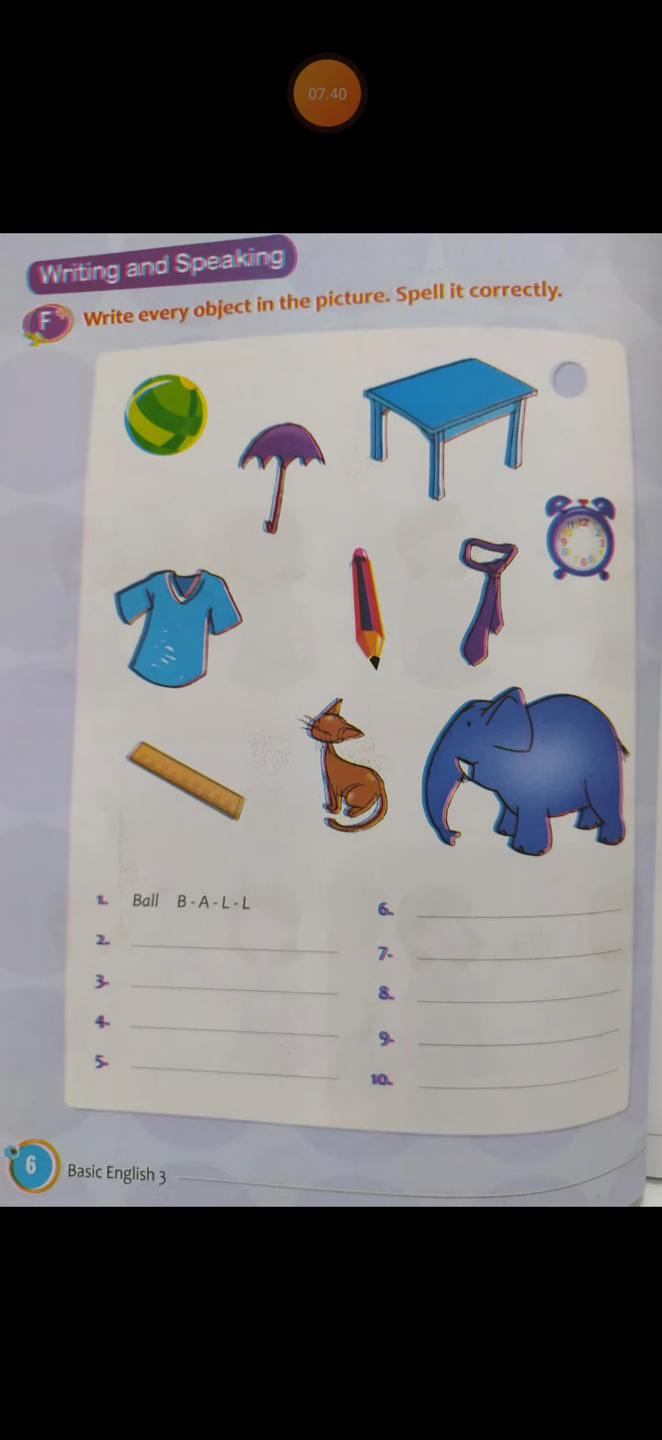 07.40
Writing and Speaking
F Write every object in the picture. Spell it correctly.
1. Ball B - A - L - L
2.
3.
4.
5.
6.
7.
8.
9.
10.
6 Basic English 3